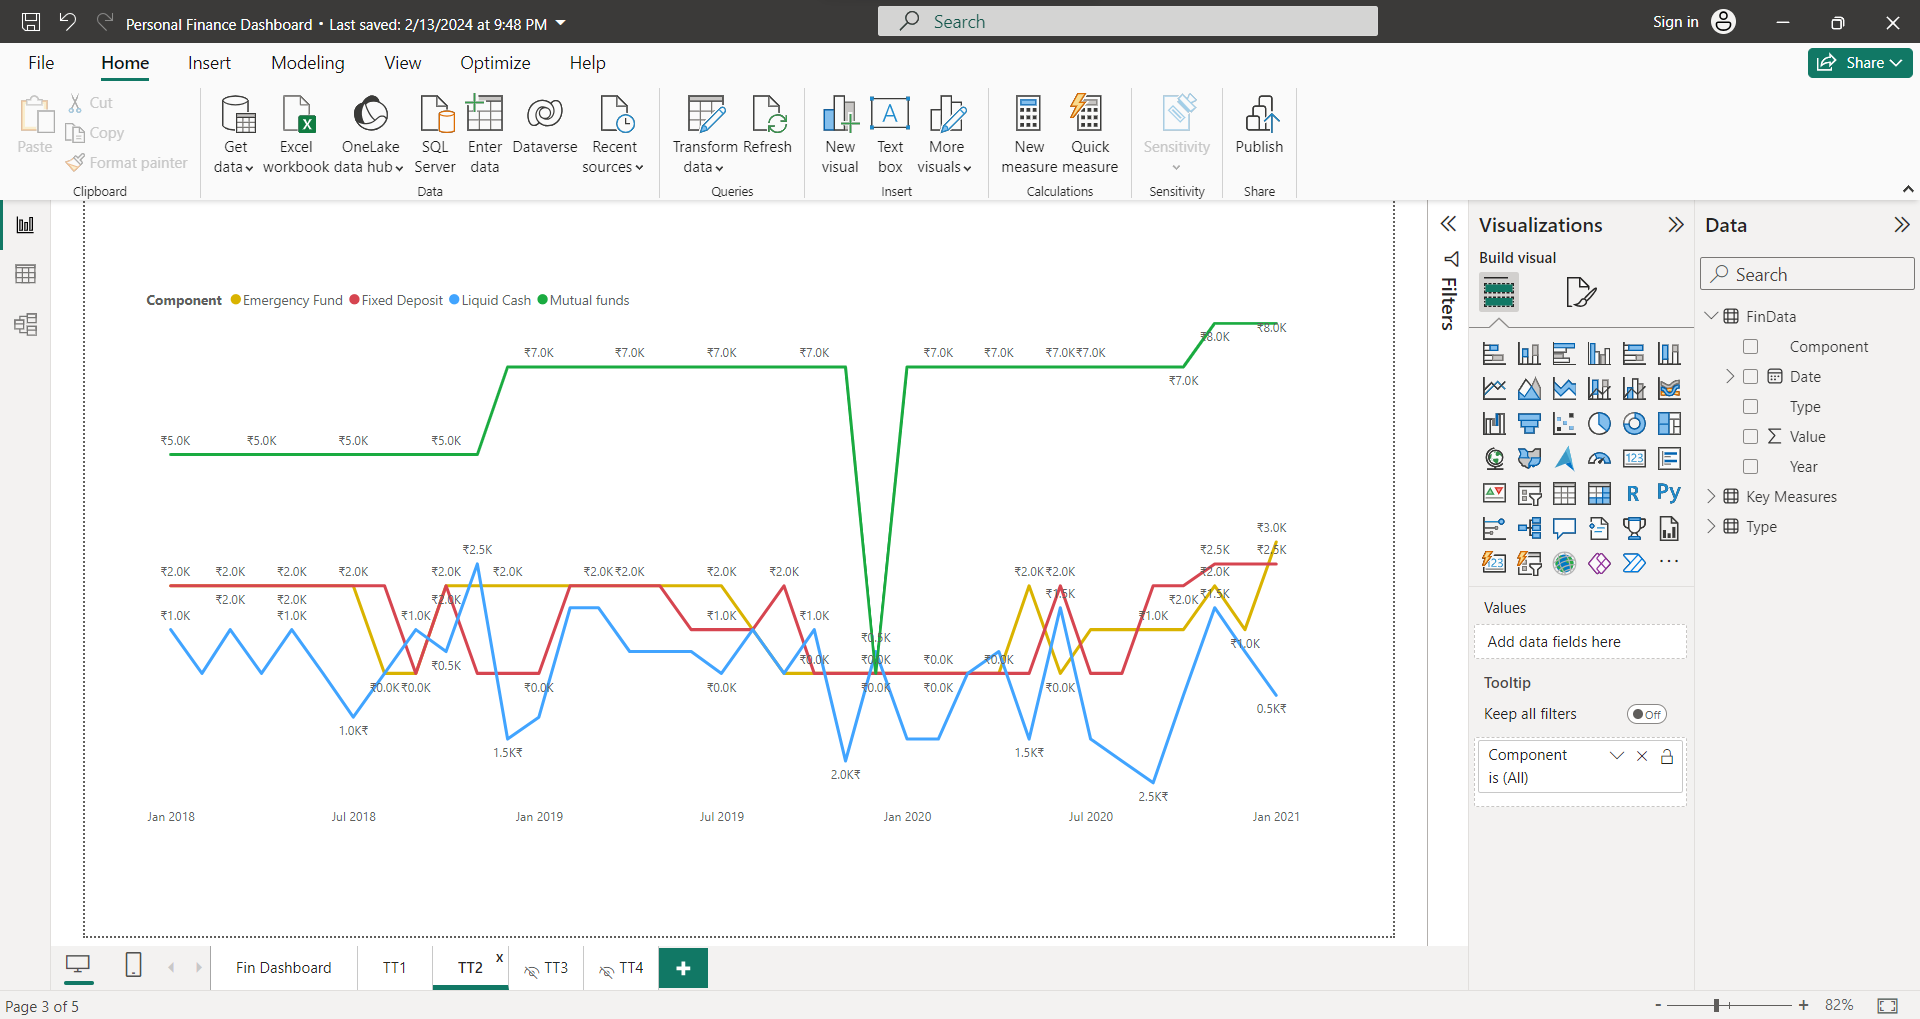 Personal Finance Dashboard • Last saved: 2/13/2024 at 9:48 PM
Search
Sign in
File Home Insert Modeling View Optimize Help
Share
Paste
Cut
Copy
Format painter
Clipboard
Get data
Excel workbook
OneLake data hub
SQL Server
Enter data
Dataverse
Recent sources
Data
Transform data
Refresh
Queries
New visual
Text box
More visuals
Insert
New measure
Quick measure
Calculations
Sensitivity
Sensitivity
Publish
Share
Component Emergency Fund Fixed Deposit Liquid Cash Mutual funds
₹8.0K ₹8.0K
₹7.0K ₹7.0K ₹7.0K ₹7.0K ₹7.0K ₹7.0K ₹7.0K ₹7.0K
₹7.0K
₹5.0K ₹5.0K ₹5.0K ₹5.0K
₹3.0K
₹2.5K ₹2.5K ₹2.5K
₹2.0K ₹2.0K ₹2.0K ₹2.0K ₹2.0K ₹2.0K ₹2.0K ₹2.0K ₹2.0K ₹2.0K ₹2.0K ₹2.0K ₹2.0K
₹2.0K ₹2.0K ₹2.0K ₹1.5K ₹2.0K ₹1.5K
₹1.0K ₹1.0K ₹1.0K ₹1.0K ₹1.0K ₹1.0K
₹0.5K ₹1.0K
₹0.5K ₹0.0K ₹0.0K ₹0.0K ₹0.0K
₹0.0K ₹0.0K ₹0.0K ₹0.0K ₹0.0K ₹0.0K ₹0.0K
0.5K₹
1.0K₹
1.5K₹ 1.5K₹
2.0K₹
2.5K₹
Jan 2018 Jul 2018 Jan 2019 Jul 2019 Jan 2020 Jul 2020 Jan 2021
Filters
Visualizations
Build visual
123
R
Py
123
Values
Add data fields here
Tooltip
Keep all filters
Off
Component
is (All)
Data
Search
FinData
Component
Date
Type
Value
Year
Key Measures
Type
Fin Dashboard
TT1
TT2 x
TT3
TT4
+
Page 3 of 5
- + 82%